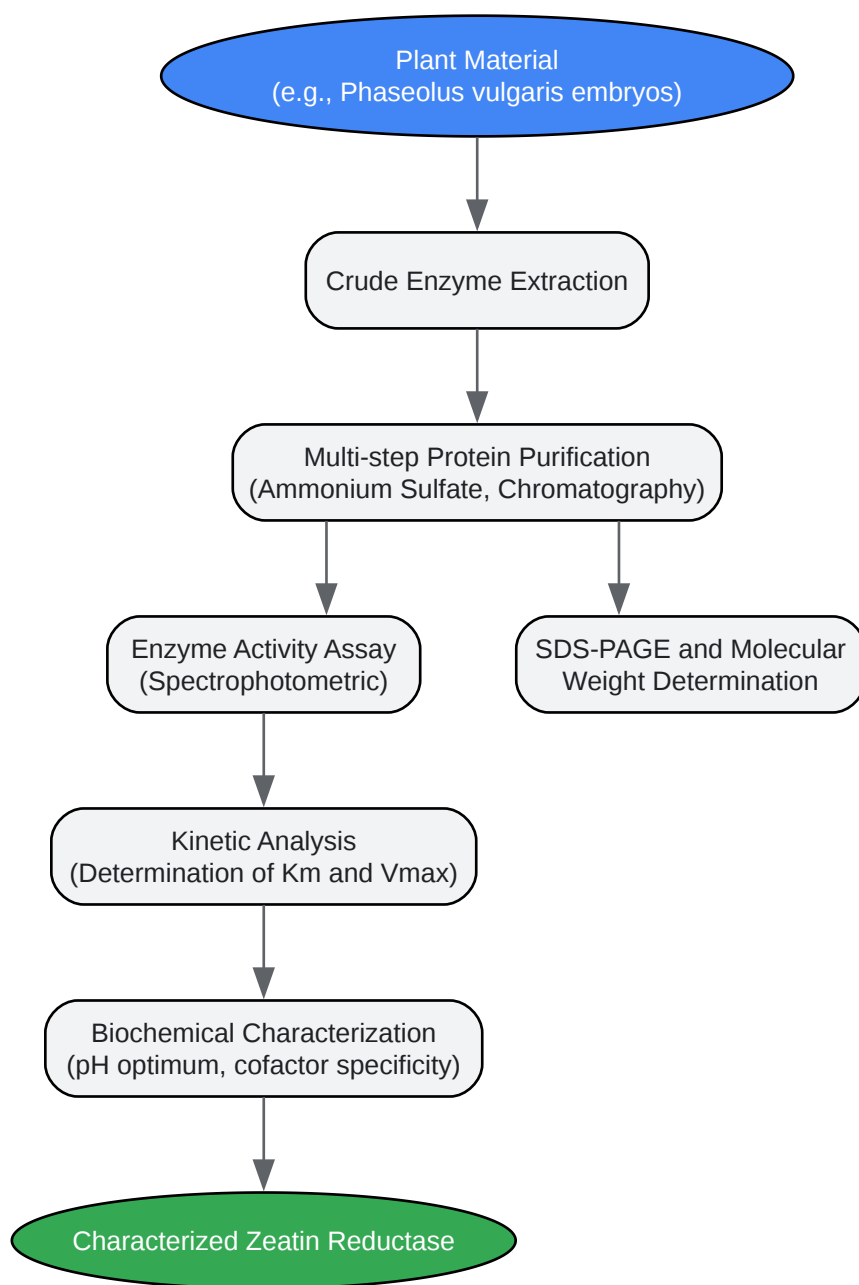 Plant Material
(e.g., Phaseolus vulgaris embryos)
Crude Enzyme Extraction
Multi-step Protein Purification
(Ammonium Sulfate, Chromatography)
Enzyme Activity Assay
(Spectrophotometric)
SDS-PAGE and Molecular
Weight Determination
Kinetic Analysis
(Determination of Km and Vmax)
Biochemical Characterization
(pH optimum, cofactor specificity)
Characterized Zeatin Reductase